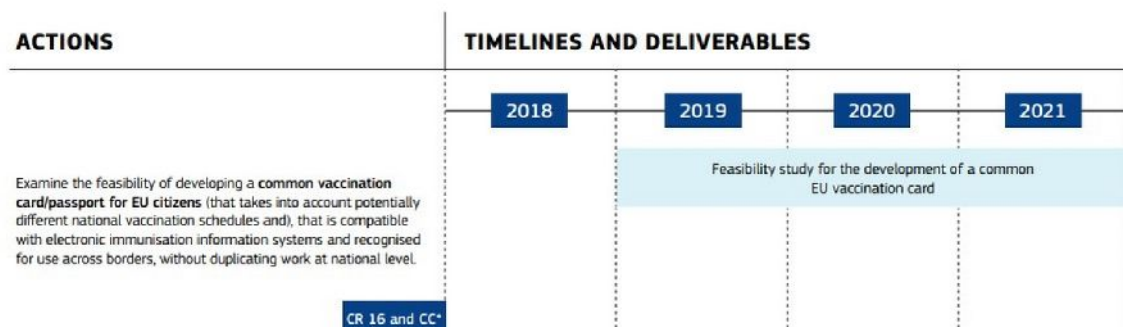 ACTIONS
TIMELINES AND DELIVERABLES
2018
2019
2020
2021
Feasibility study for the development of a common
EU vaccination card
Examine the feasibility of developing a common vaccination
card/passport for EU citizens (that takes into account potentially
different national vaccination schedules and), that is compatible
with electronic immunisation information systems and recognised
for use across borders, without duplicating work at national level.
CR 16 and CC*